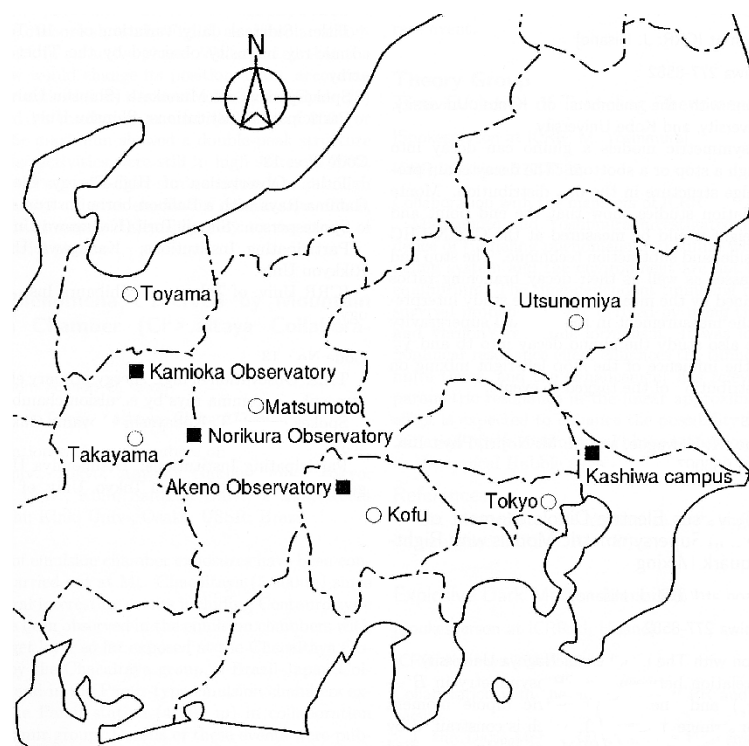 N
Toyama
Utsunomiya
Kamioka Observatory
Matsumoto
Norikura Observatory
Takayama
Kashiwa campus
Akeno Observatory
Tokyo
Kofu